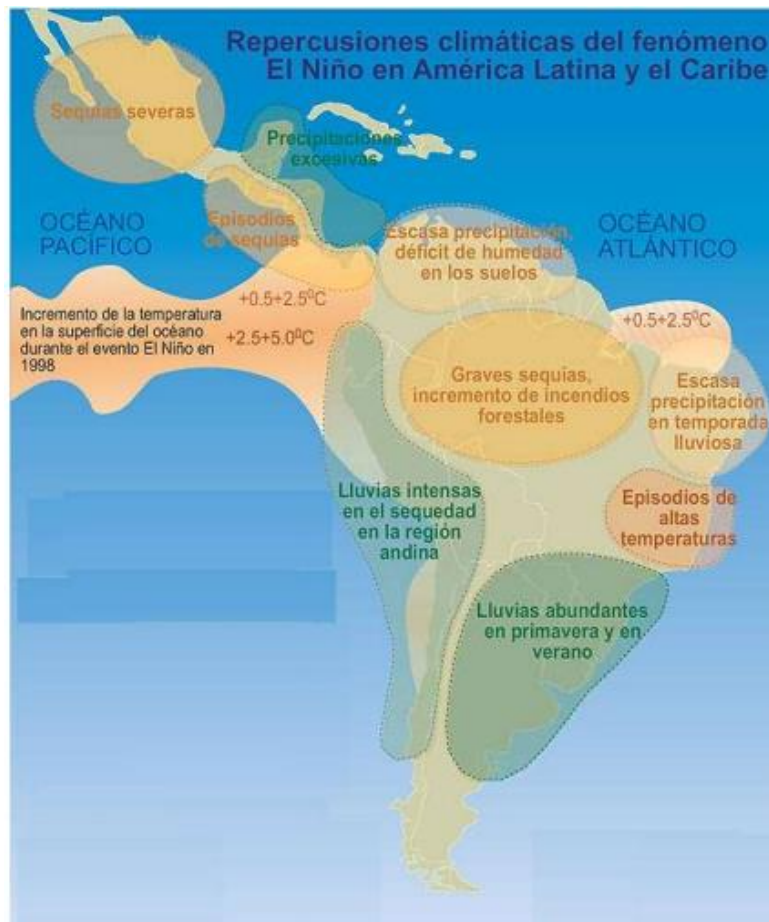 Repercusiones climáticas del fenómeno
El Niño en América Latina y el Caribe
Sequías severas
Precipitaciones
excesivas
OCÉANO
PACÍFICO
Episodios
de sequías
Escasa precipitación,
déficit de humedad
en los suelos
OCÉANO
ATLÁNTICO
Incremento de la temperatura
en la superficie del océano
durante el evento El Niño en
1998
+0.5+2.5⁰C
+2.5+5.0⁰C
+0.5+2.5⁰C
Graves sequías,
incremento de incendios
forestales
Escasa
precipitación
en temporada
lluviosa
Lluvias intensas
en el sequedad
en la región
andina
Episodios de
altas
temperaturas
Lluvias abundantes
en primavera y en
verano